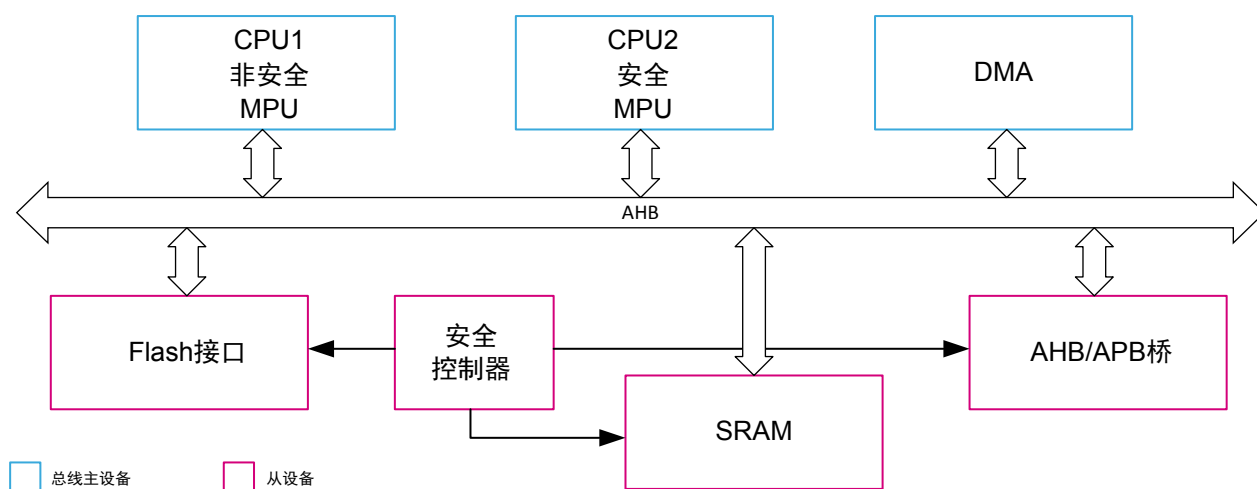 CPU1
非安全
MPU
CPU2
安全
MPU
DMA
AHB
Flash接口
安全
控制器
AHB/APB桥
SRAM
总线主设备
从设备